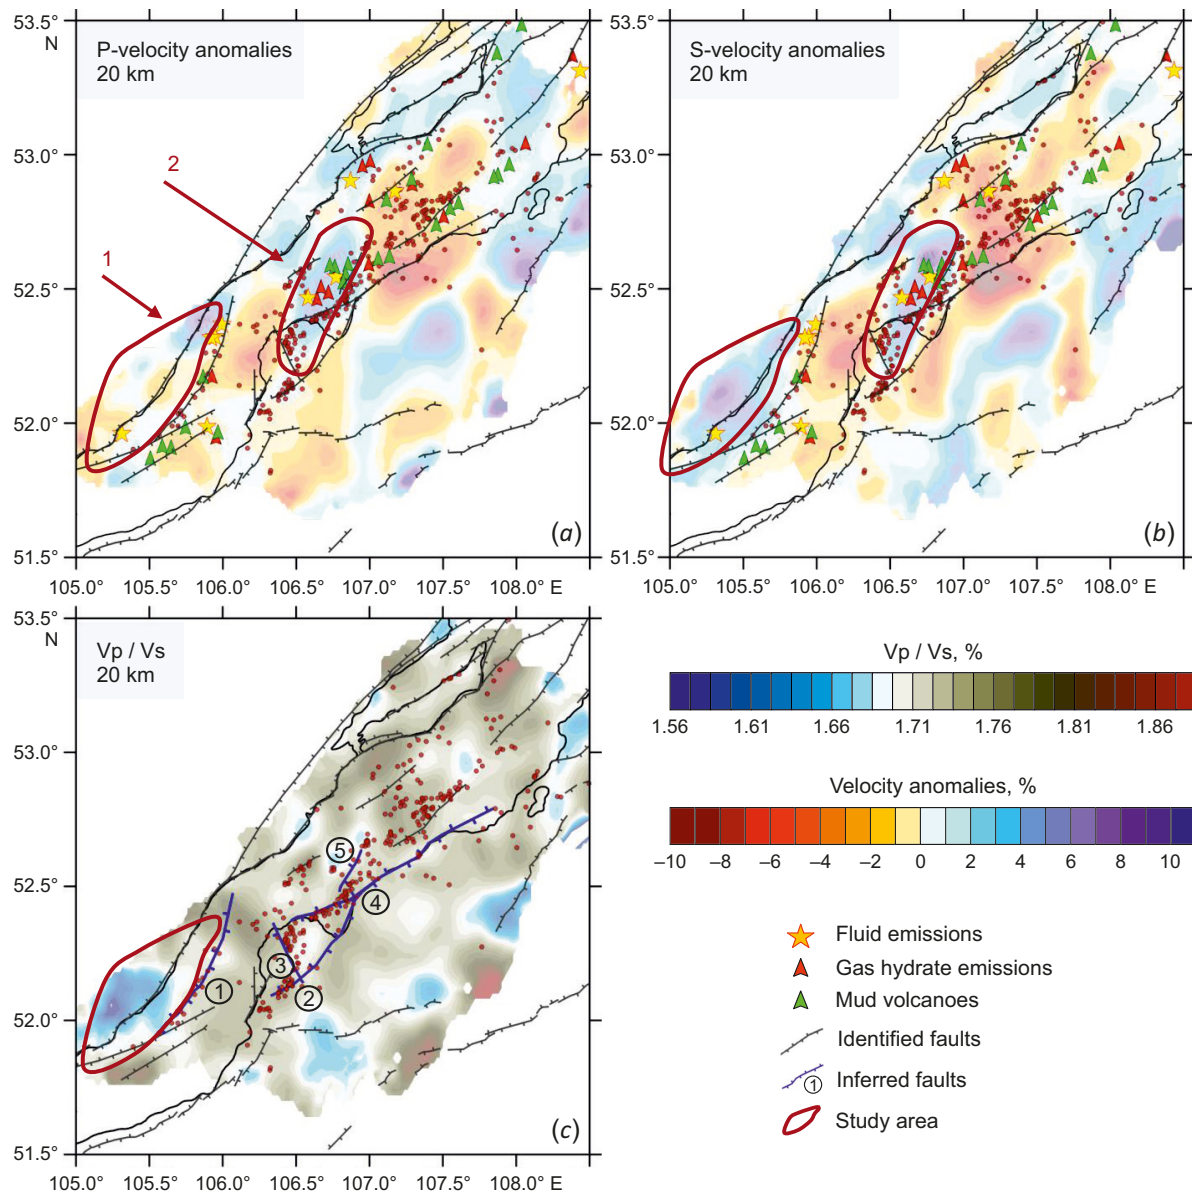 53.5°
N
53.0°
52.5°
52.0°
51.5°
P-velocity anomalies
20 km
1
2
(a)
105.0° 105.5° 106.0° 106.5° 107.0° 107.5° 108.0° E
53.5°
N
53.0°
52.5°
52.0°
51.5°
S-velocity anomalies
20 km
(b)
105.0° 105.5° 106.0° 106.5° 107.0° 107.5° 108.0° E
53.5°
N
53.0°
52.5°
52.0°
51.5°
Vp / Vs
20 km
5
4
3
1
2
(c)
105.0° 105.5° 106.0° 106.5° 107.0° 107.5° 108.0° E
Vp / Vs, %
1.56 1.61 1.66 1.71 1.76 1.81 1.86
Velocity anomalies, %
–10 –8 –6 –4 –2 0 2 4 6 8 10
Fluid emissions
Gas hydrate emissions
Mud volcanoes
Identified faults
1 Inferred faults
Study area